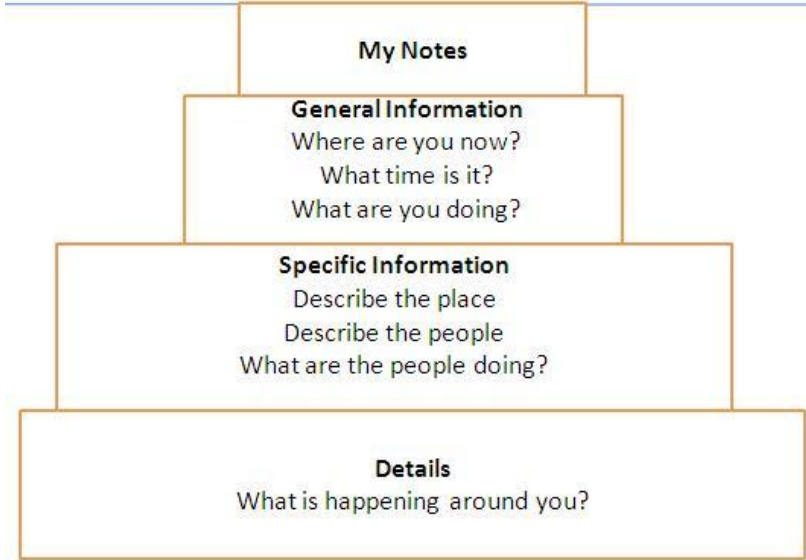 My Notes
General Information
Where are you now?
What time is it?
What are you doing?
Specific Information
Describe the place
Describe the people
What are the people doing?
Details
What is happening around you?